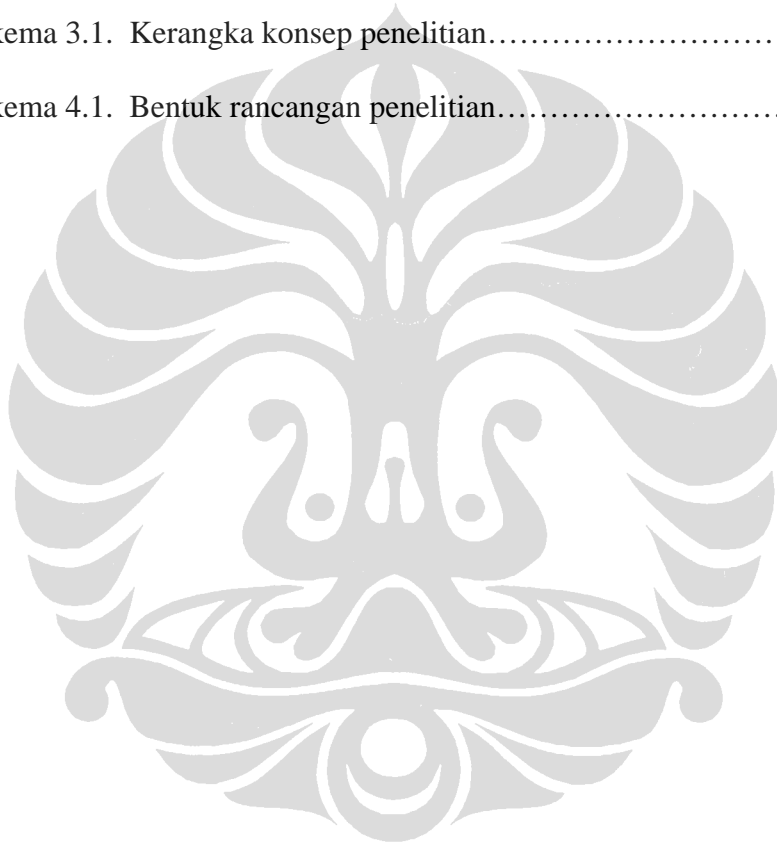 kema 3.1. Kerangka konsep penelitian………………………
kema 4.1. Bentuk rancangan penelitian………………………